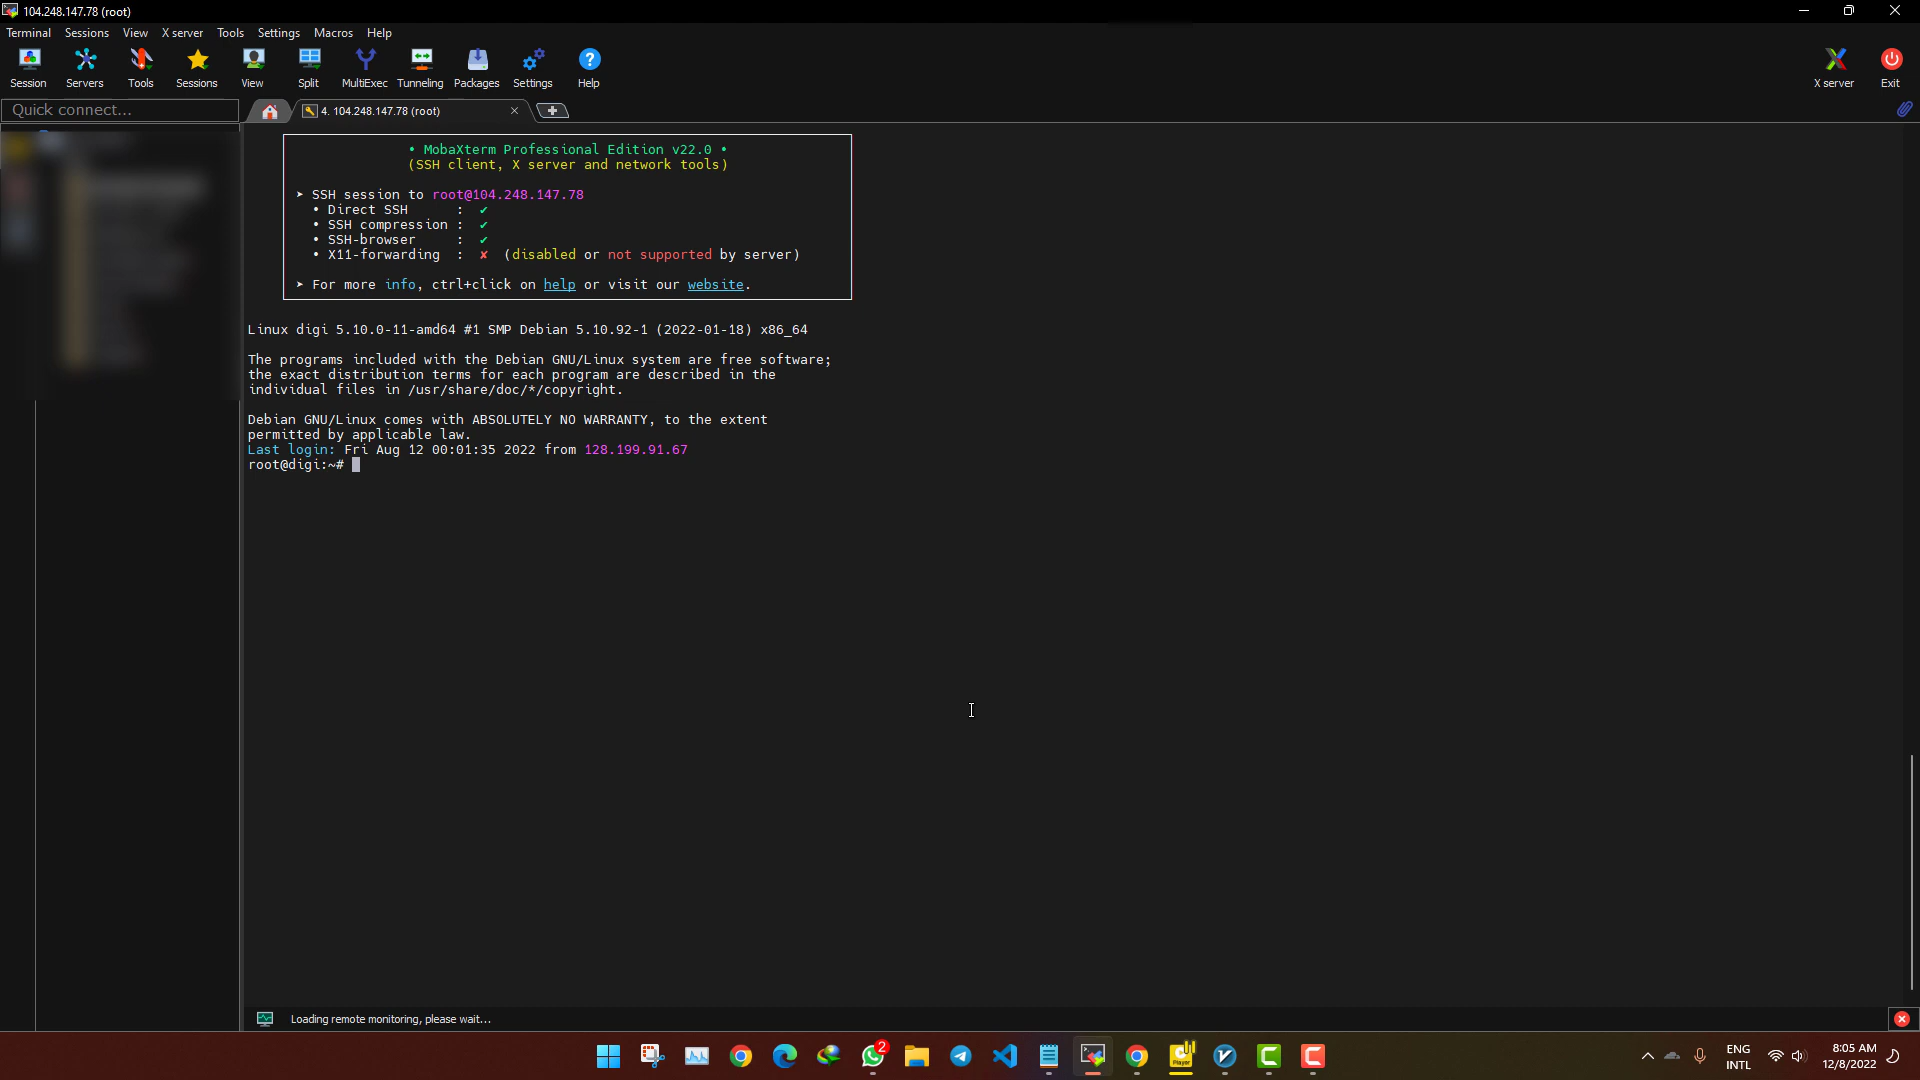 104.248.147.78 (root)
Terminal Sessions View X server Tools Settings Macros Help
Session Servers Tools Sessions View Split MultiExec Tunneling Packages Settings Help X server Exit
Quick connect...
4. 104.248.147.78 (root)
• MobaXterm Professional Edition v22.0 •
(SSH client, X server and network tools)
➤ SSH session to root@104.248.147.78
• Direct SSH : ✔
• SSH compression : ✔
• SSH-browser : ✔
• X11-forwarding : ✘ (disabled or not supported by server)
➤ For more info, ctrl+click on help or visit our website.
Linux digi 5.10.0-11-amd64 #1 SMP Debian 5.10.92-1 (2022-01-18) x86_64
The programs included with the Debian GNU/Linux system are free software;
the exact distribution terms for each program are described in the
individual files in /usr/share/doc/*/copyright.
Debian GNU/Linux comes with ABSOLUTELY NO WARRANTY, to the extent
permitted by applicable law.
Last login: Fri Aug 12 00:01:35 2022 from 128.199.91.67
root@digi:~#
Loading remote monitoring, please wait...
2
Player
ENG
INTL
8:05 AM
12/8/2022